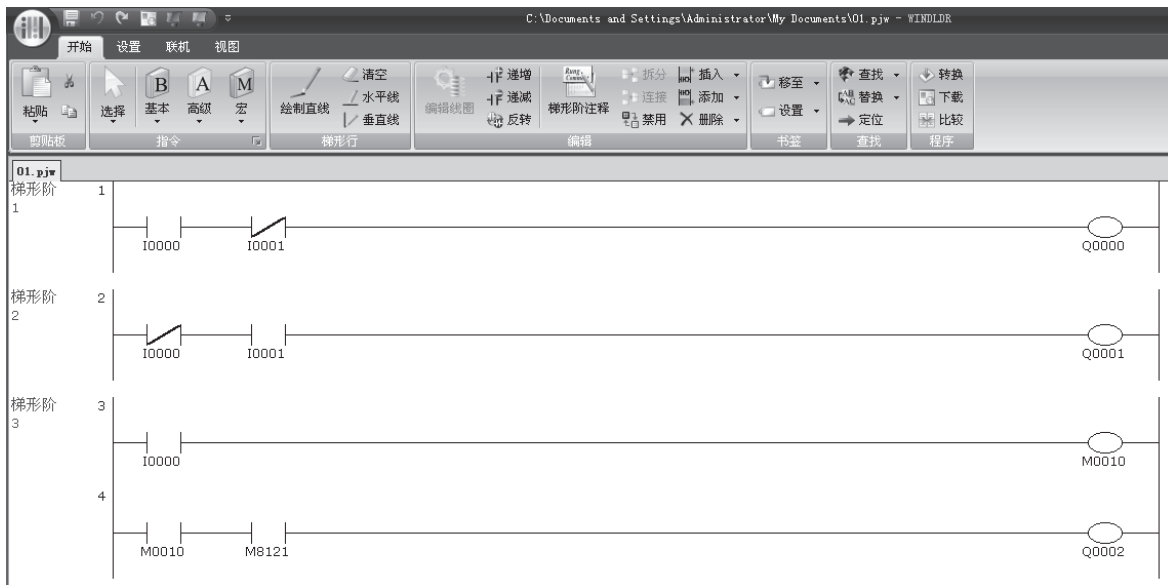 C:\Documents and Settings\Administrator\My Documents\01.pjw - WINDLDR
开始 设置 联机 视图
粘贴 选择 B 基本 A 高级 M 宏 绘制直线 清空 水平线 垂直线 编辑线图 递增 递减 反转 Rung Comment 梯形阶注释 拆分 连接 禁用 插入 添加 删除 移至 设置 查找 替换 定位 转换 下载 比较
剪贴板 指令 梯形行 编辑 书签 查找 程序
01.pjw
梯形阶 1
1
I0000 I0001 Q0000
梯形阶 2
2
I0000 I0001 Q0001
梯形阶 3
3
I0000 M0010
4
M0010 M8121 Q0002